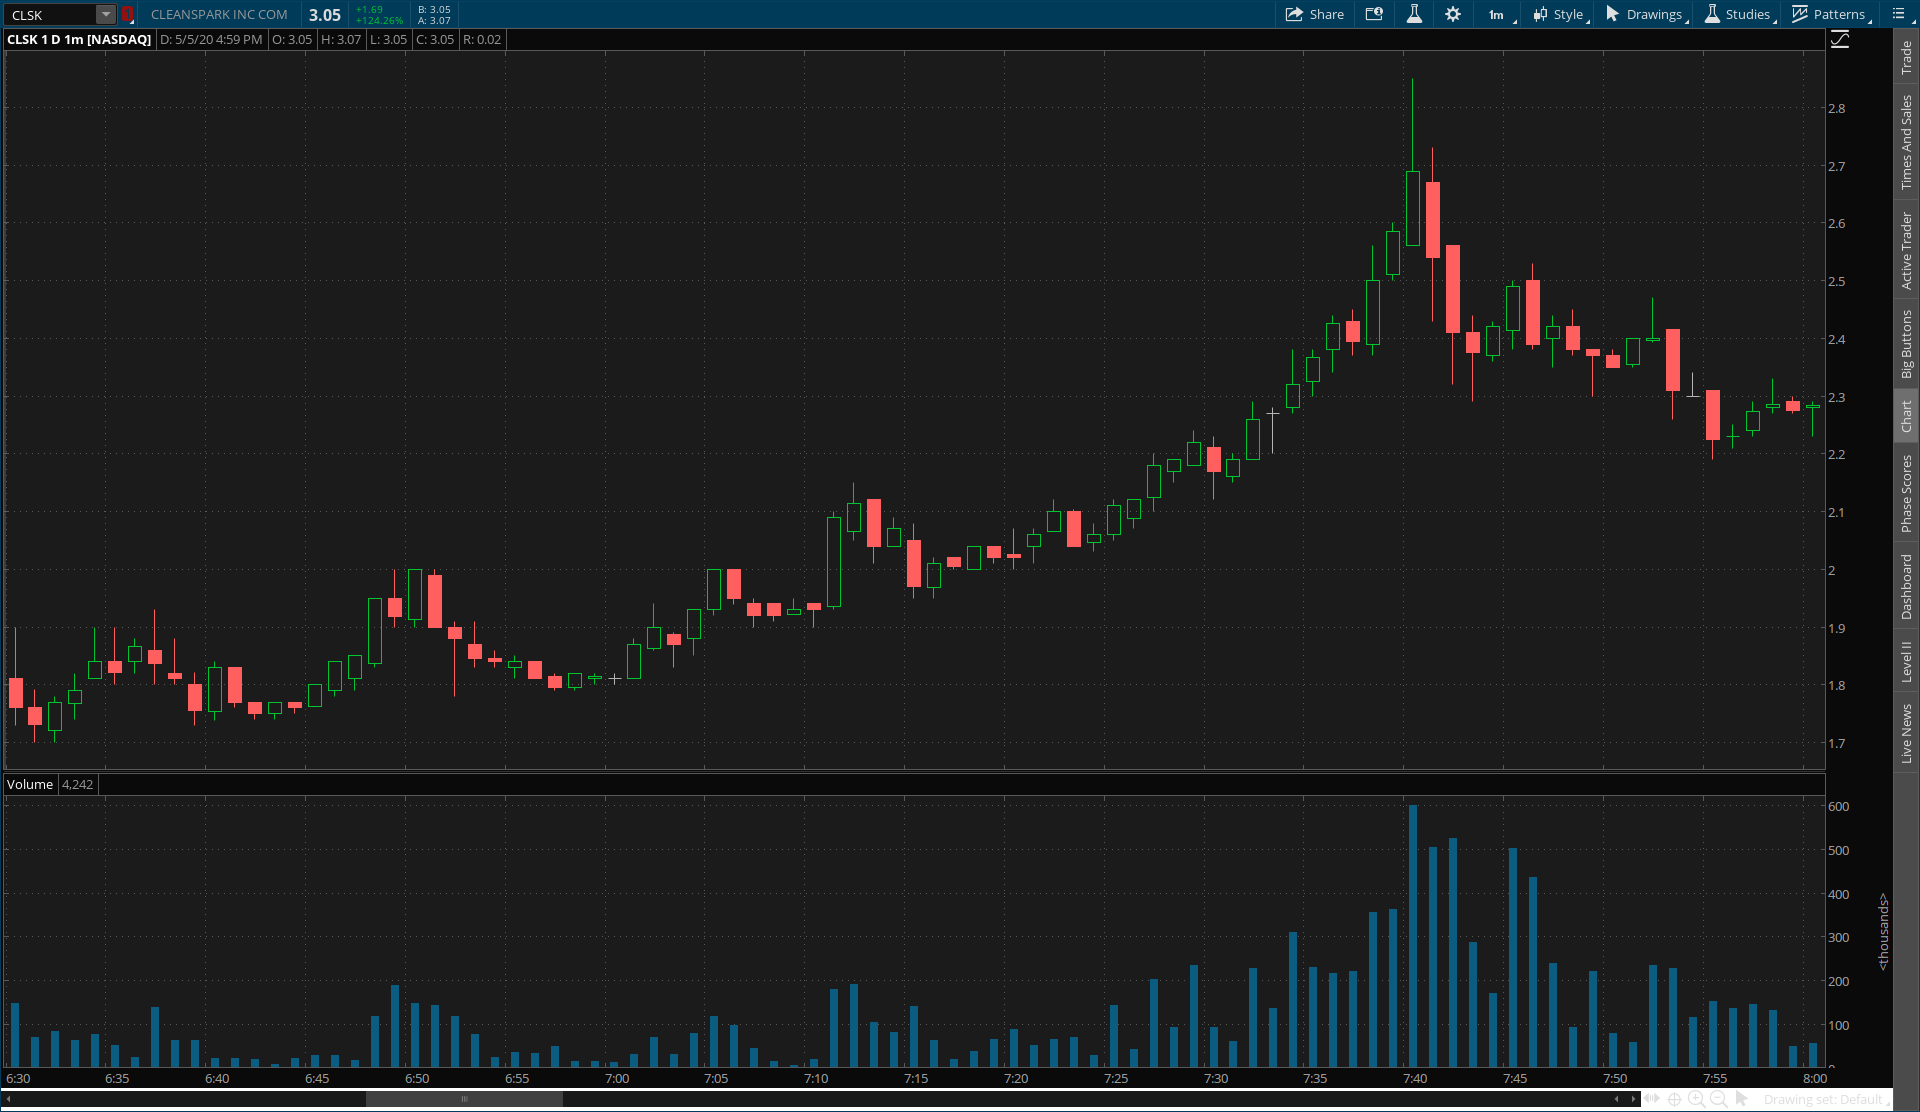 CLSK 1 CLEANSPARK INC COM 3.05 +1.69 +124.26% B: 3.05 A: 3.07 Share 1m Style Drawings Studies Patterns
CLSK 1 D 1m [NASDAQ] D: 5/5/20 4:59 PM O: 3.05 H: 3.07 L: 3.05 C: 3.05 R: 0.02
2.8
2.7
2.6
2.5
2.4
2.3
2.2
2.1
2
1.9
1.8
1.7
Volume 4,242
600
500
400
300
200
100
<thousands>
6:30 6:35 6:40 6:45 6:50 6:55 7:00 7:05 7:10 7:15 7:20 7:25 7:30 7:35 7:40 7:45 7:50 7:55 8:00
Drawing set: Default
Trade
Times And Sales
Active Trader
Big Buttons
Chart
Phase Scores
Dashboard
Level II
Live News